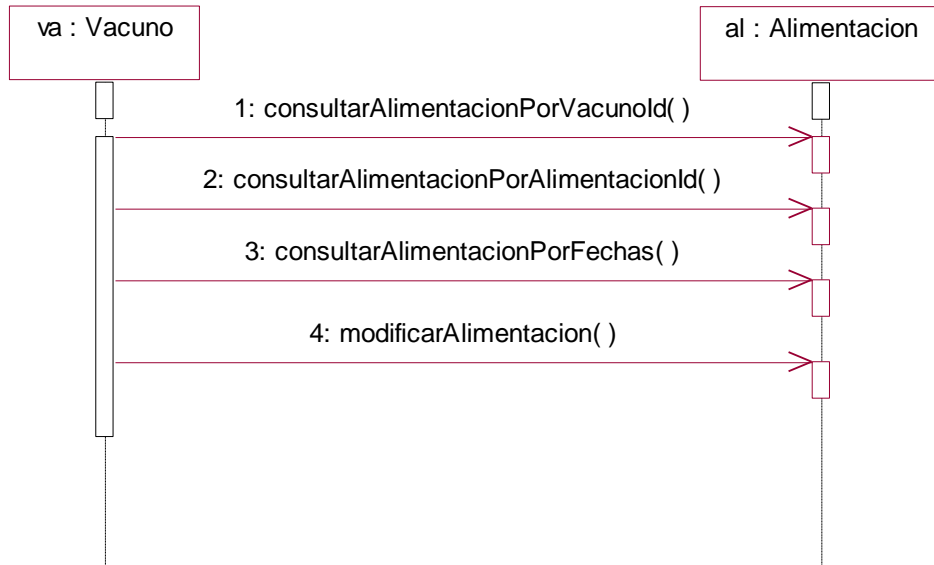 va : Vacuno
al : Alimentacion
1: consultarAlimentacionPorVacunoId( )
2: consultarAlimentacionPorAlimentacionId( )
3: consultarAlimentacionPorFechas( )
4: modificarAlimentacion( )